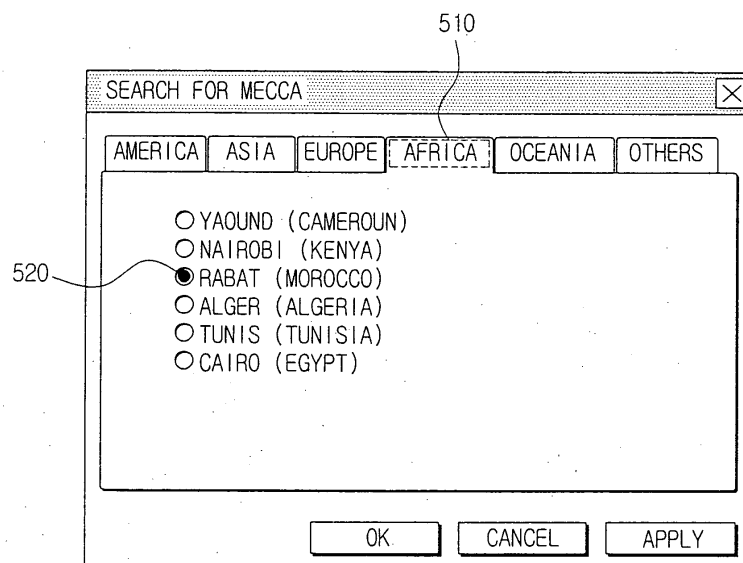 510
SEARCH FOR MECCA
AMERICA ASIA EUROPE AFRICA OCEANIA OTHERS
YAOUND (CAMEROUN)
NAIROBI (KENYA)
520 RABAT (MOROCCO)
ALGER (ALGERIA)
TUNIS (TUNISIA)
CAIRO (EGYPT)
OK CANCEL APPLY